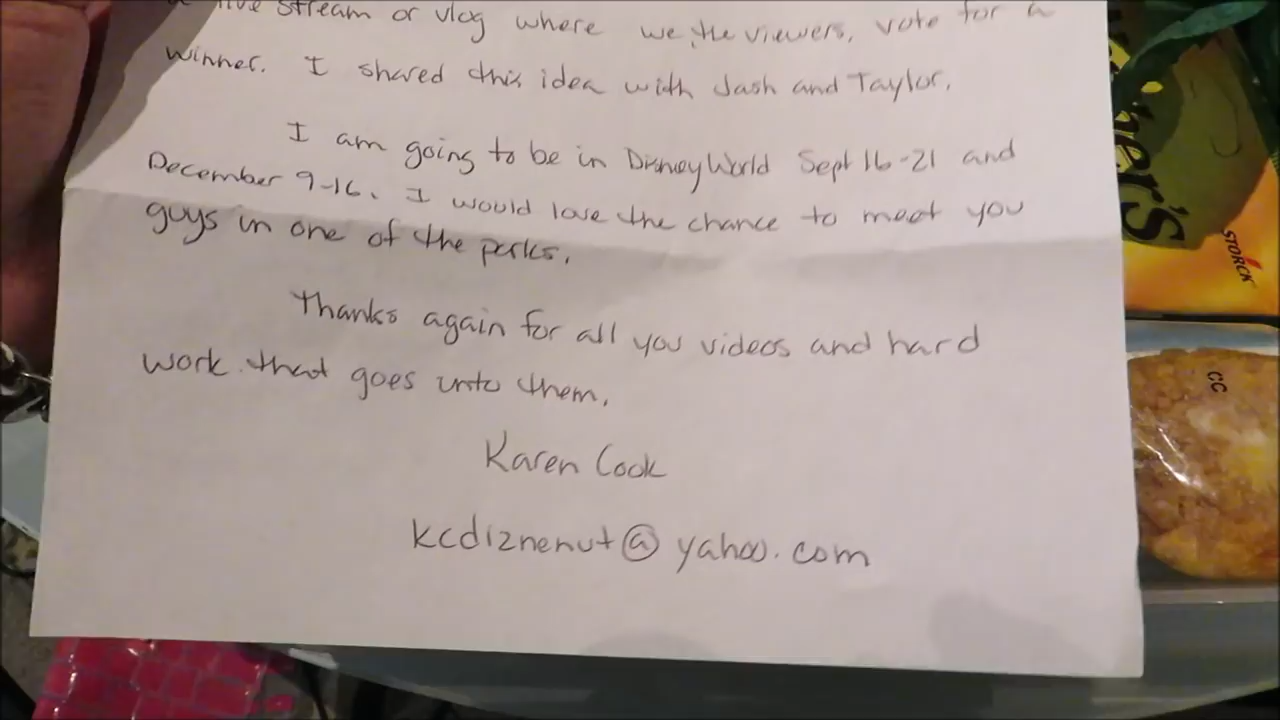 live stream or vlog where we, the viewers, vote for a
winner. I shared this idea with Jash and Taylor.
I am going to be in DisneyWorld Sept 16-21 and
December 9-16. I would love the chance to meet you
guys in one of the parks.
Thanks again for all you videos and hard
work that goes unto them.
Karen Cook
kcdiznenut@yahoo.com
STORCK
CC